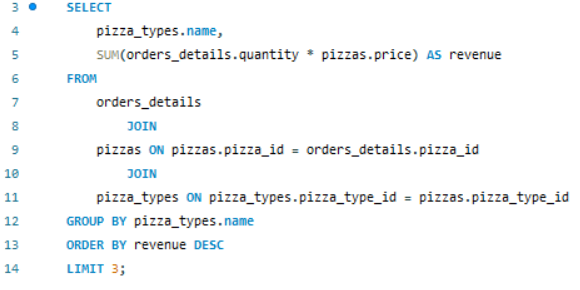 3 SELECT
4 pizza_types.name,
5 SUM(orders_details.quantity * pizzas.price) AS revenue
6 FROM
7 orders_details
8 JOIN
9 pizzas ON pizzas.pizza_id = orders_details.pizza_id
10 JOIN
11 pizza_types ON pizza_types.pizza_type_id = pizzas.pizza_type_id
12 GROUP BY pizza_types.name
13 ORDER BY revenue DESC
14 LIMIT 3;